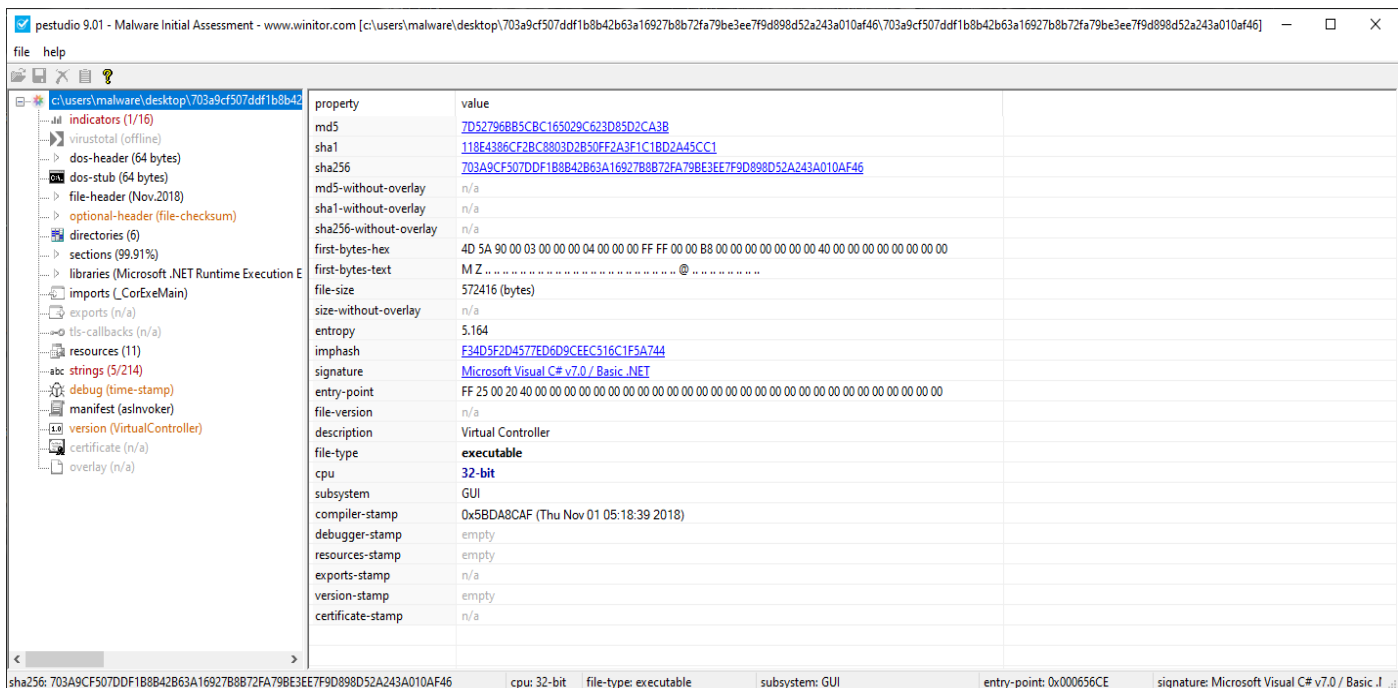 pestudio 9.01 - Malware Initial Assessment - www.winitor.com [c:\users\malware\desktop\703a9cf507ddf1b8b42b63a16927b8b72fa79be3ee7f9d898d52a243a010af46\703a9cf507ddf1b8b42b63a16927b8b72fa79be3ee7f9d898d52a243a010af46]
file help
c:\users\malware\desktop\703a9cf507ddf1b8b42
indicators (1/16)
virustotal (offline)
dos-header (64 bytes)
dos-stub (64 bytes)
file-header (Nov.2018)
optional-header (file-checksum)
directories (6)
sections (99.91%)
libraries (Microsoft .NET Runtime Execution E
imports (_CorExeMain)
exports (n/a)
tls-callbacks (n/a)
resources (11)
abc strings (5/214)
debug (time-stamp)
manifest (asInvoker)
1.0 version (VirtualController)
certificate (n/a)
overlay (n/a)
property value
md5 7D52796BB5CBC165029C623D85D2CA3B
sha1 118E4386CF2BC8803D2B50FF2A3F1C1BD2A45CC1
sha256 703A9CF507DDF1B8B42B63A16927B8B72FA79BE3EE7F9D898D52A243A010AF46
md5-without-overlay n/a
sha1-without-overlay n/a
sha256-without-overlay n/a
first-bytes-hex 4D 5A 90 00 03 00 00 00 04 00 00 00 FF FF 00 00 B8 00 00 00 00 00 00 00 40 00 00 00 00 00 00 00
first-bytes-text M Z .. .. .. .. .. .. .. .. .. .. .. .. .. .. .. .. .. .. .. .. .. .. @ .. .. .. .. .. .. ..
file-size 572416 (bytes)
size-without-overlay n/a
entropy 5.164
imphash F34D5F2D4577ED6D9CEEC516C1F5A744
signature Microsoft Visual C# v7.0 / Basic .NET
entry-point FF 25 00 20 40 00 00 00 00 00 00 00 00 00 00 00 00 00 00 00 00 00 00 00 00 00 00 00 00 00 00 00
file-version n/a
description Virtual Controller
file-type executable
cpu 32-bit
subsystem GUI
compiler-stamp 0x5BDA8CAF (Thu Nov 01 05:18:39 2018)
debugger-stamp empty
resources-stamp empty
exports-stamp n/a
version-stamp empty
certificate-stamp n/a
sha256: 703A9CF507DDF1B8B42B63A16927B8B72FA79BE3EE7F9D898D52A243A010AF46 cpu: 32-bit file-type: executable subsystem: GUI entry-point: 0x000656CE signature: Microsoft Visual C# v7.0 / Basic .